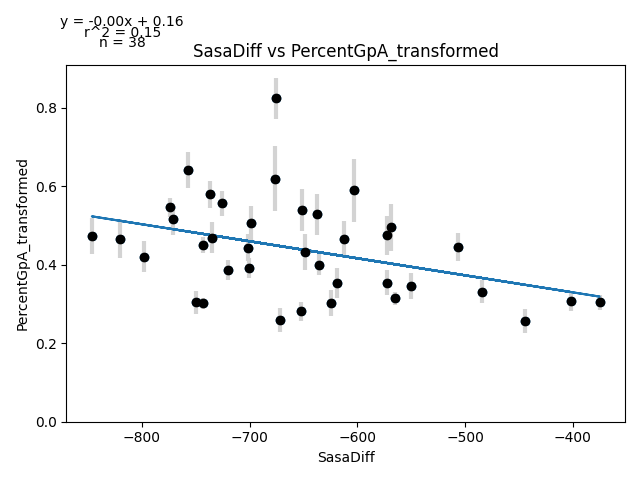 y = -0.00x + 0.16
r^2 = 0.15
n = 38
SasaDiff vs PercentGpA_transformed
PercentGpA_transformed
0.8
0.6
0.4
0.2
0.0
−800
−700
−600
−500
−400
SasaDiff